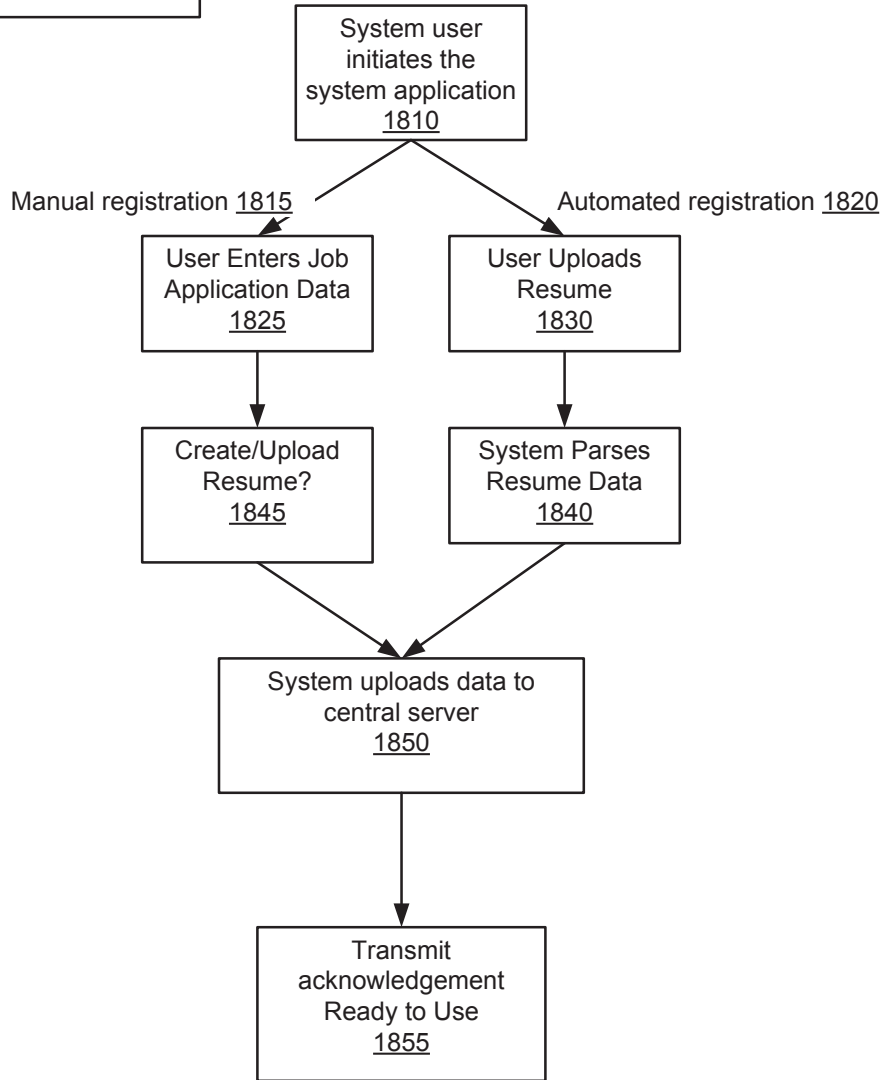 System user
initiates the
system application
1810
Manual registration 1815
Automated registration 1820
User Enters Job
Application Data
1825
User Uploads
Resume
1830
Create/Upload
Resume?
1845
System Parses
Resume Data
1840
System uploads data to
central server
1850
Transmit
acknowledgement
Ready to Use
1855